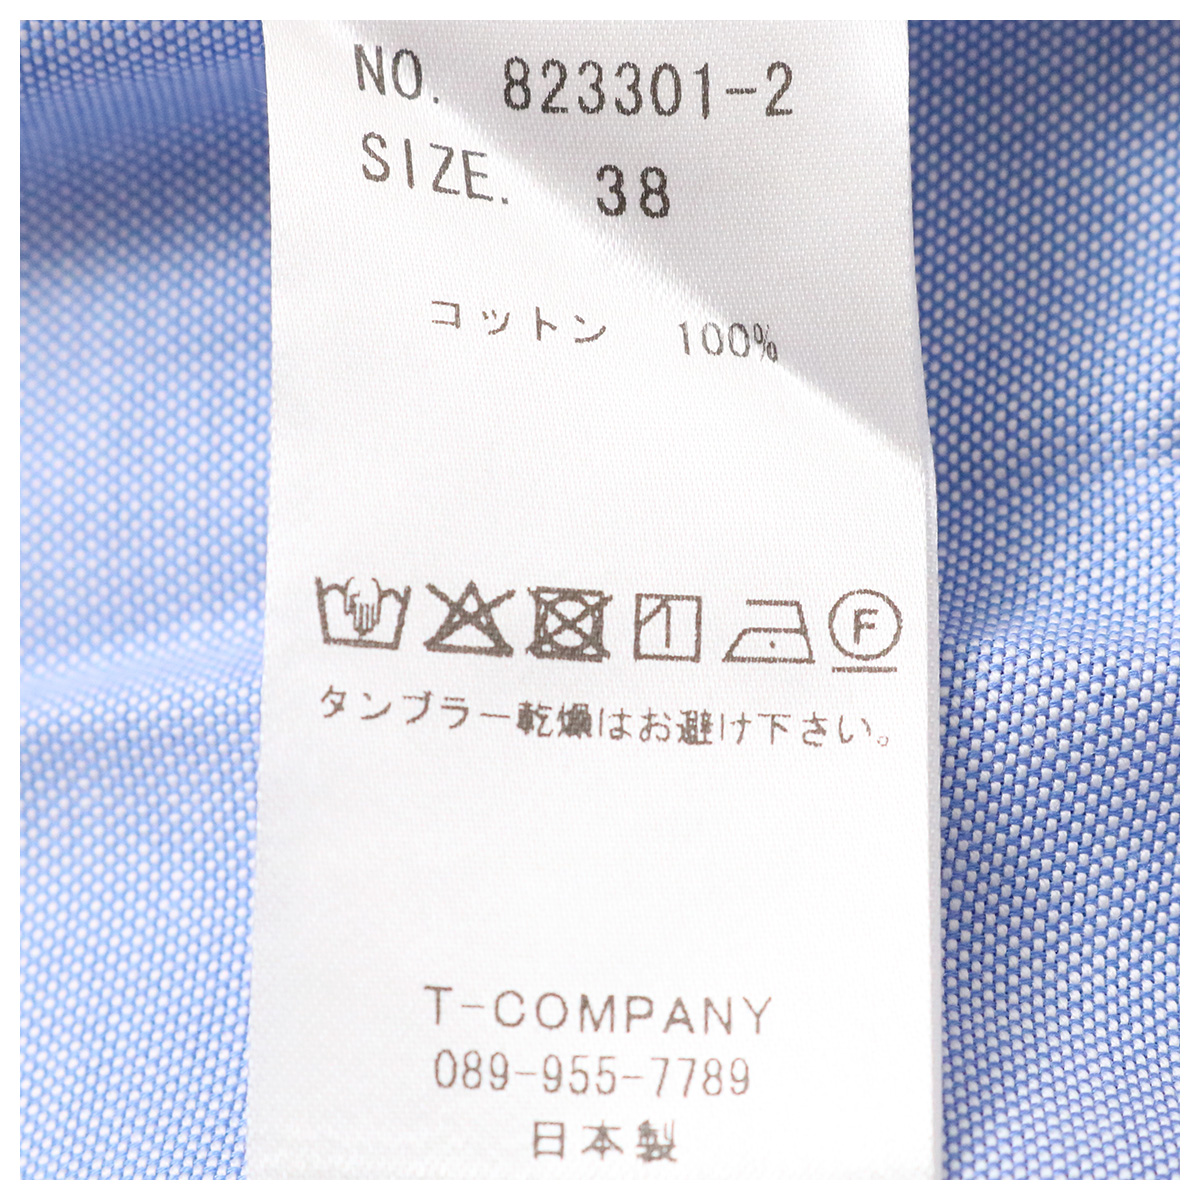 NO. 823301-2
SIZE. 38
コットン 100%
F
タンブラー乾燥はお避け下さい。
T-COMPANY
089-955-7789
日本製